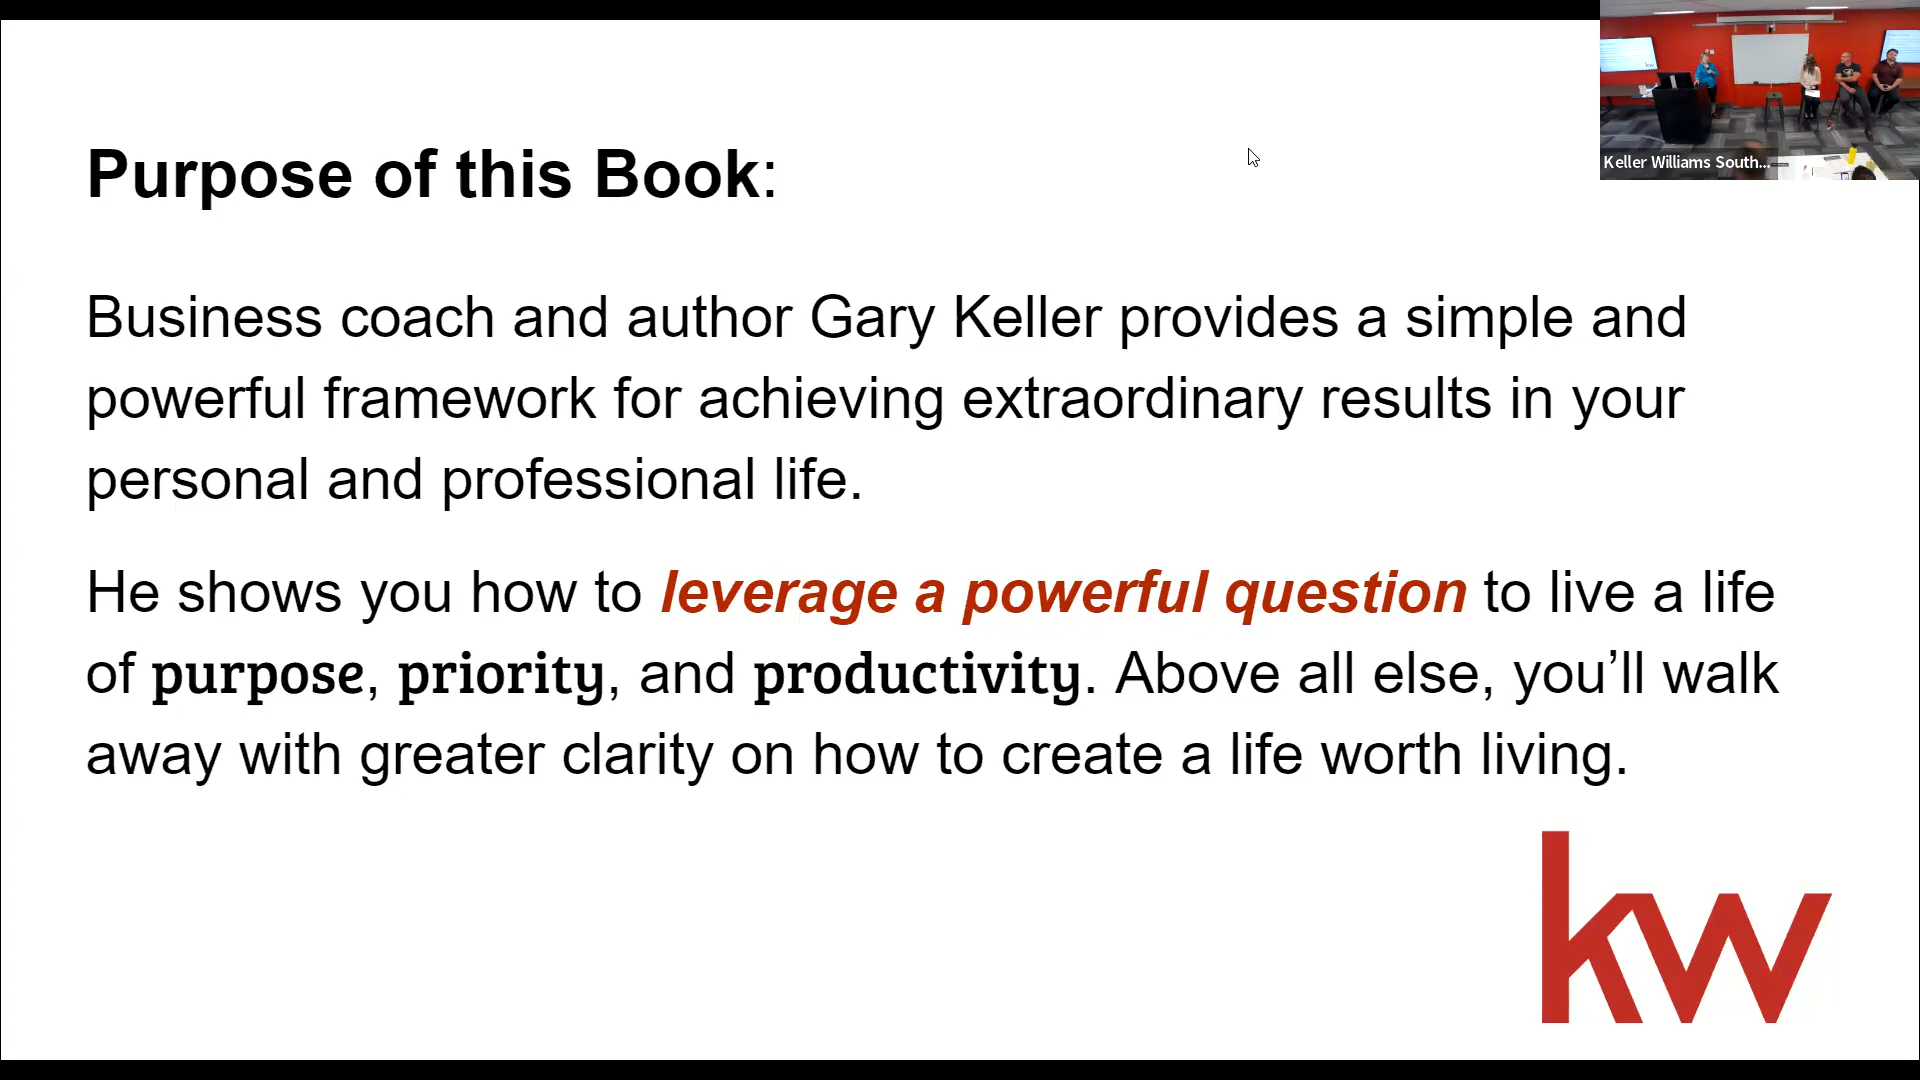 Purpose of this Book:
Business coach and author Gary Keller provides a simple and
powerful framework for achieving extraordinary results in your
personal and professional life.
He shows you how to leverage a powerful question to live a life
of purpose, priority, and productivity. Above all else, you’ll walk
away with greater clarity on how to create a life worth living.
kw
Keller Williams South...